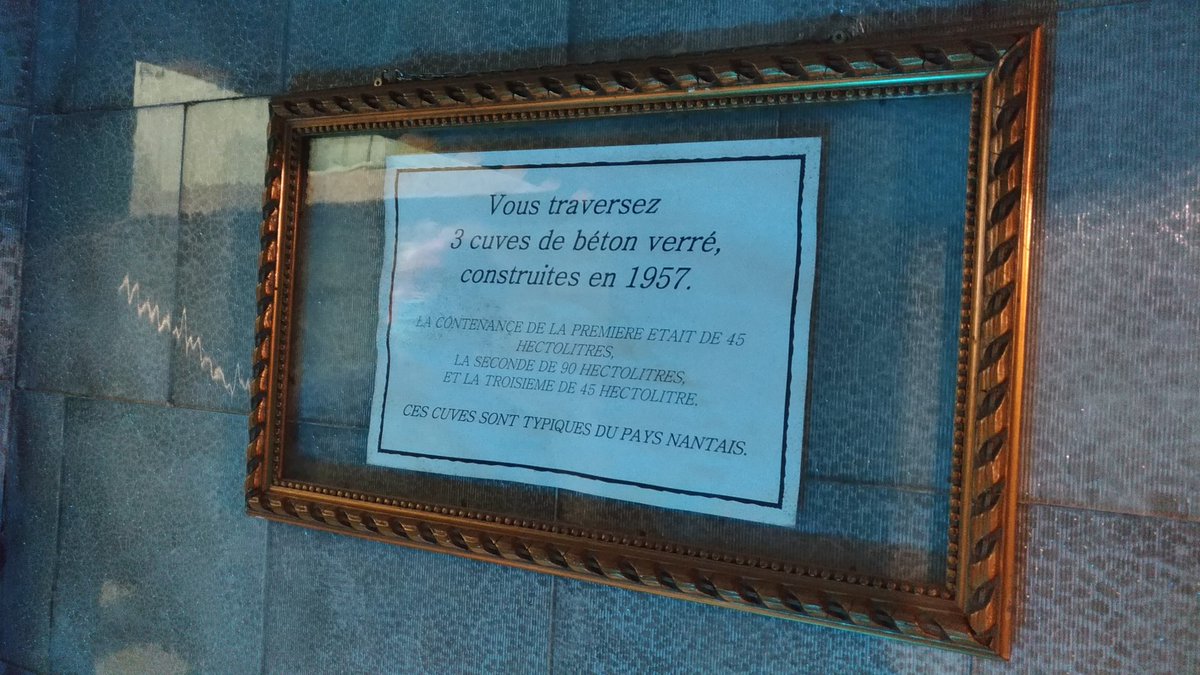 Vous traversez
3 cuves de béton verré,
construites en 1957.
LA CONTENANÇE DE LA PREMIERE ETAIT DE 45
HECTOLITRES,
LA SECONDE DE 90 HECTOLITRES,
ET LA TROISIEME DE 45 HECTOLITRE.
CES CUVES SONT TYPIQUES DU PAYS NANTAIS.